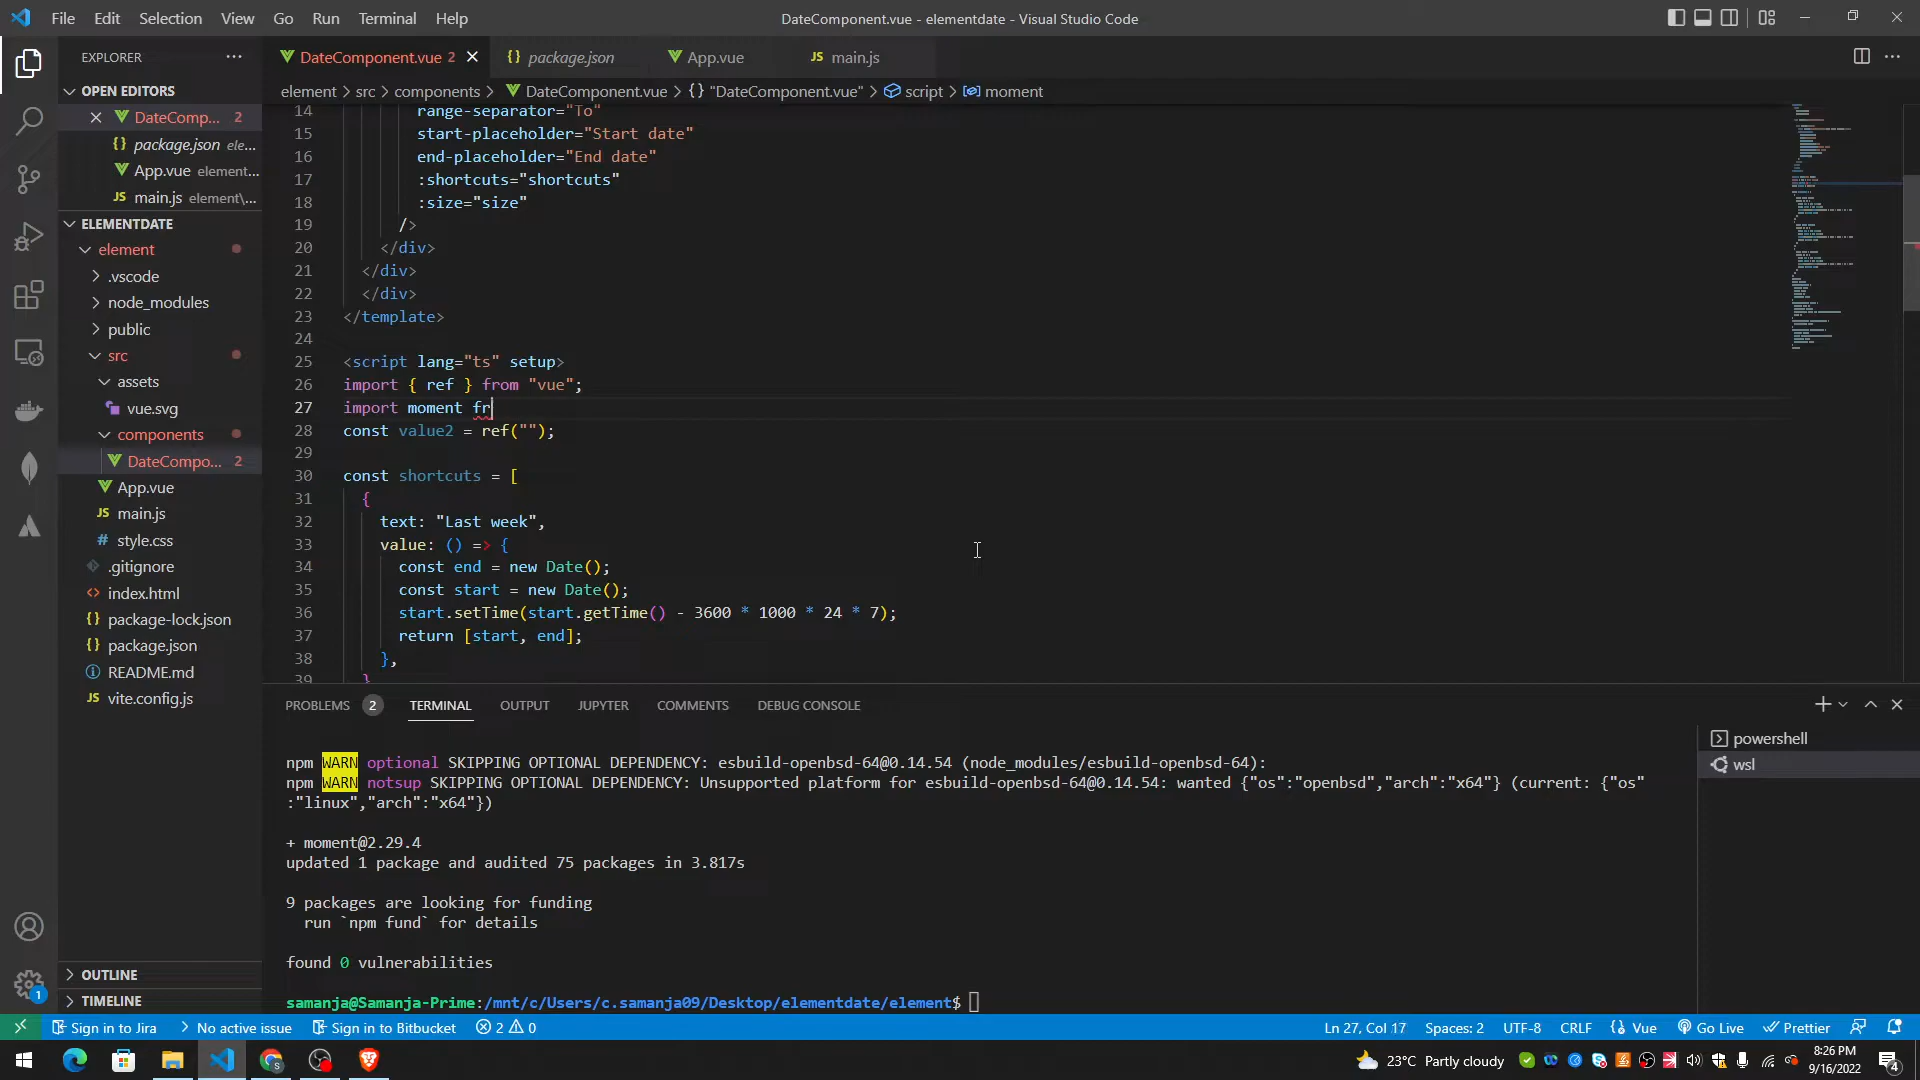 File Edit Selection View Go Run Terminal Help
DateComponent.vue - elementdate - Visual Studio Code
EXPLORER
OPEN EDITORS
DateComp... 2
package.json ele...
App.vue element...
main.js element\...
ELEMENTDATE
element
.vscode
node_modules
public
src
assets
vue.svg
components
DateCompo... 2
App.vue
main.js
style.css
.gitignore
index.html
package-lock.json
package.json
README.md
vite.config.js
OUTLINE
TIMELINE
DateComponent.vue 2 package.json App.vue main.js
element > src > components > DateComponent.vue > {} "DateComponent.vue" > script > moment
14 range-separator="To"
15 start-placeholder="Start date"
16 end-placeholder="End date"
17 :shortcuts="shortcuts"
18 :size="size"
19 />
20 </div>
21 </div>
22 </div>
23 </template>
24
25 <script lang="ts" setup>
26 import { ref } from "vue";
27 import moment fr
28 const value2 = ref("");
29
30 const shortcuts = [
31 {
32 text: "Last week",
33 value: () => {
34 const end = new Date();
35 const start = new Date();
36 start.setTime(start.getTime() - 3600 * 1000 * 24 * 7);
37 return [start, end];
38 },
39 }
PROBLEMS 2 TERMINAL OUTPUT JUPYTER COMMENTS DEBUG CONSOLE
powershell
wsl
npm WARN optional SKIPPING OPTIONAL DEPENDENCY: esbuild-openbsd-64@0.14.54 (node_modules/esbuild-openbsd-64):
npm WARN notsup SKIPPING OPTIONAL DEPENDENCY: Unsupported platform for esbuild-openbsd-64@0.14.54: wanted {"os":"openbsd","arch":"x64"} (current: {"os"
:"linux","arch":"x64"})
+ moment@2.29.4
updated 1 package and audited 75 packages in 3.817s
9 packages are looking for funding
run `npm fund` for details
found 0 vulnerabilities
samanja@Samanja-Prime:/mnt/c/Users/c.samanja09/Desktop/elementdate/element$
1
Sign in to Jira No active issue Sign in to Bitbucket 2 0
Ln 27, Col 17 Spaces: 2 UTF-8 CRLF {} Vue Go Live Prettier
23°C Partly cloudy
8:26 PM
9/16/2022
4